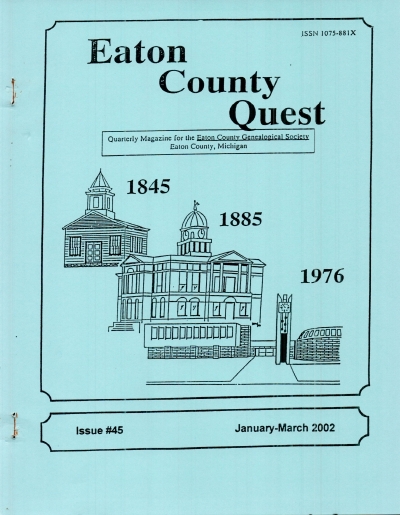 ISSN 1075-881X
Eaton
County
Quest
Quarterly Magazine for the Eaton County Genealogical Society
Eaton County, Michigan
1845
1885
1976
Issue #45
January-March 2002